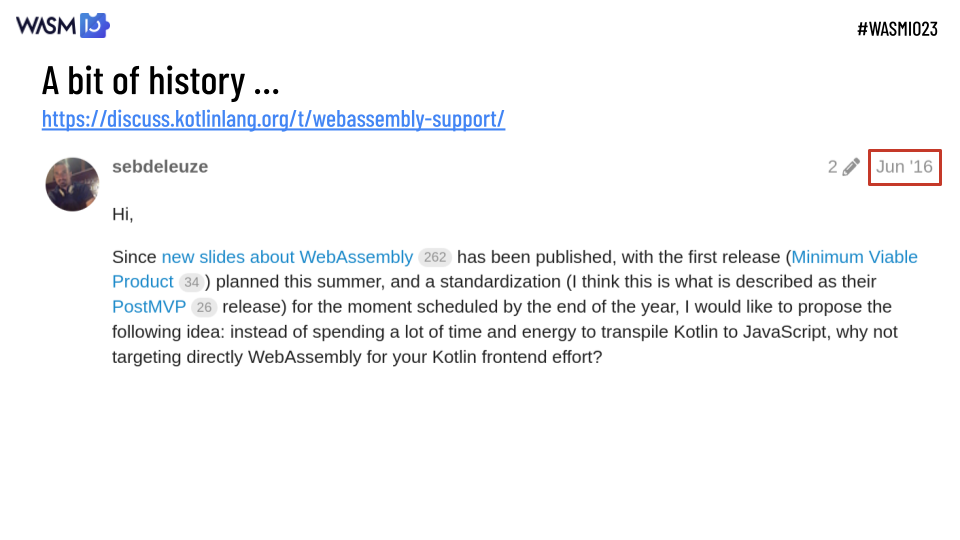 WASM IO
#WASMIO23
A bit of history ...
https://discuss.kotlinlang.org/t/webassembly-support/
sebdeleuze
2
Jun '16
Hi,
Since new slides about WebAssembly 262 has been published, with the first release (Minimum Viable
Product 34 ) planned this summer, and a standardization (I think this is what is described as their
PostMVP 26 release) for the moment scheduled by the end of the year, I would like to propose the
following idea: instead of spending a lot of time and energy to transpile Kotlin to JavaScript, why not
targeting directly WebAssembly for your Kotlin frontend effort?